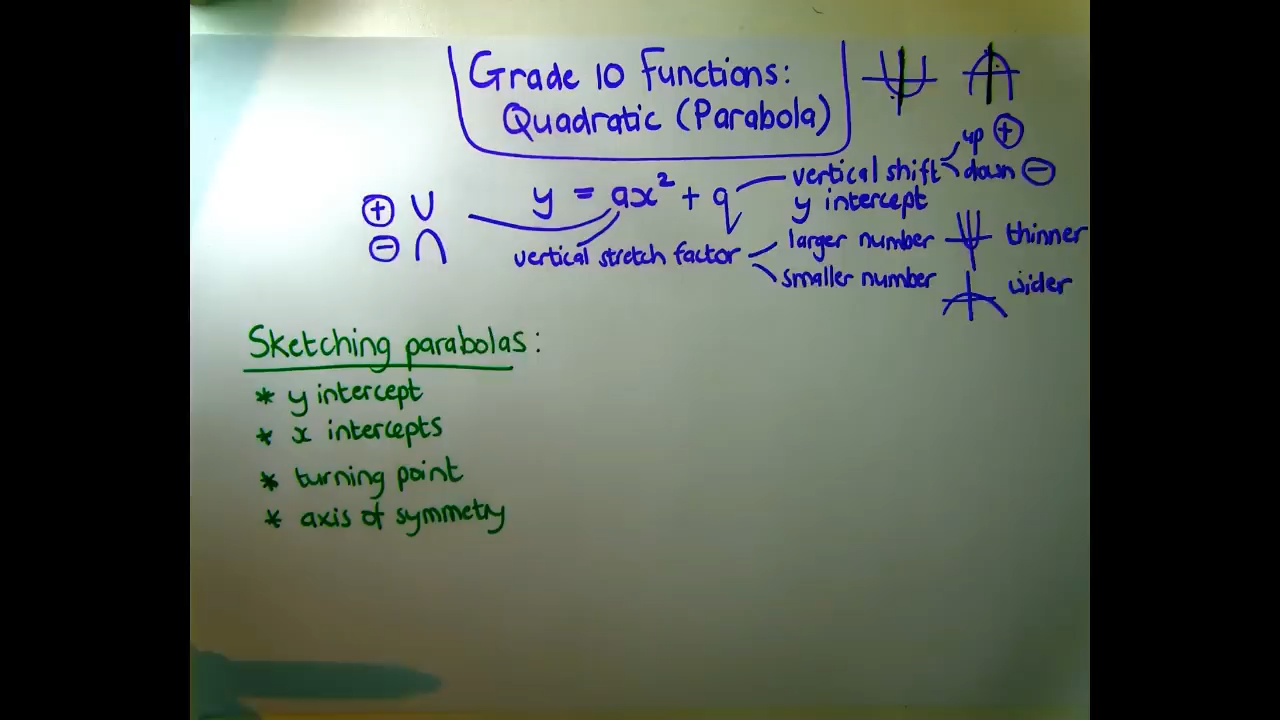 Grade 10 Functions:
Quadratic (Parabola)
up +
vertical shift down −
y = ax² + q
y intercept
+
−
larger number thinner
vertical stretch factor
smaller number wider
Sketching parabolas:
* y intercept
* x intercepts
* turning point
* axis of symmetry